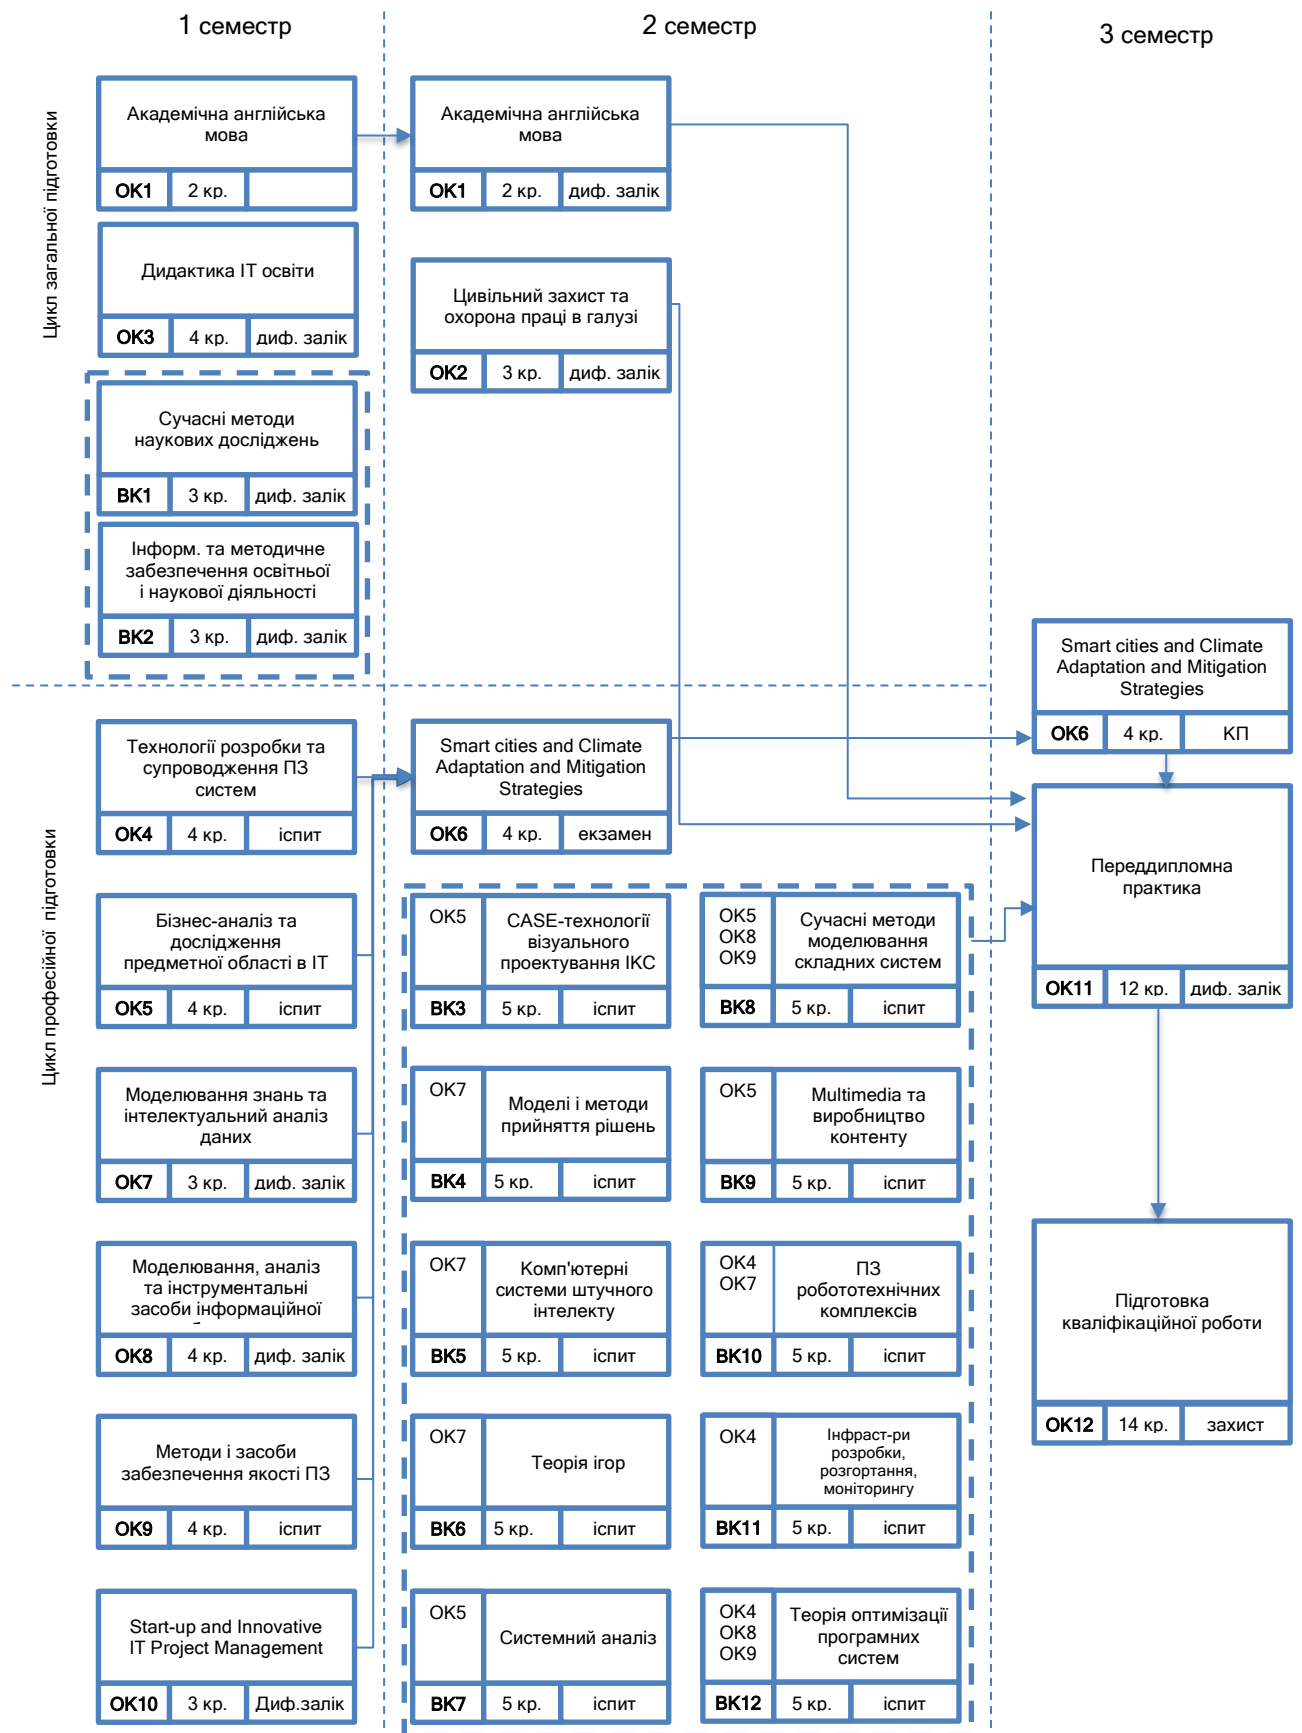 1 семестр
2 семестр
3 семестр
Цикл загальної підготовки
Академічна англійська
мова
ОК1 2 кр.
Дидактика ІТ освіти
ОК3 4 кр. диф. залік
Сучасні методи
наукових досліджень
ВК1 3 кр. диф. залік
Інформ. та методичне
забезпечення освітньої
і наукової діяльності
ВК2 3 кр. диф. залік
Академічна англійська
мова
ОК1 2 кр. диф. залік
Цивільний захист та
охорона праці в галузі
ОК2 3 кр. диф. залік
Цикл професійної підготовки
Технології розробки та
супроводження ПЗ
систем
ОК4 4 кр. іспит
Бізнес-аналіз та
дослідження
предметної області в ІТ
ОК5 4 кр. іспит
Моделювання знань та
інтелектуальний аналіз
даних
ОК7 3 кр. диф. залік
Моделювання, аналіз
та інструментальні
засоби інформаційної
ОК8 4 кр. диф. залік
Методи і засоби
забезпечення якості ПЗ
ОК9 4 кр. іспит
Start-up and Innovative
IT Project Management
ОК10 3 кр. Диф.залік
Smart cities and Climate
Adaptation and Mitigation
Strategies
ОК6 4 кр. екзамен
ОК5
CASE-технології
візуального
проектування ІКС
ВК3 5 кр. іспит
ОК7
Моделі і методи
прийняття рішень
ВК4 5 кр. іспит
ОК7
Комп'ютерні
системи штучного
інтелекту
ВК5 5 кр. іспит
ОК7
Теорія ігор
ВК6 5 кр. іспит
ОК5
Системний аналіз
ВК7 5 кр. іспит
ОК5
ОК8
ОК9
Сучасні методи
моделювання
складних систем
ВК8 5 кр. іспит
ОК5
Multimedia та
виробництво
контенту
ВК9 5 кр. іспит
ОК4
ОК7
ПЗ
робототехнічних
комплексів
ВК10 5 кр. іспит
ОК4
Інфраст-ри
розробки,
розгортання,
моніторингу
ВК11 5 кр. іспит
ОК4
ОК8
ОК9
Теорія оптимізації
програмних
систем
ВК12 5 кр. іспит
Smart cities and Climate
Adaptation and Mitigation
Strategies
ОК6 4 кр. КП
Переддипломна
практика
ОК11 12 кр. диф. залік
Підготовка
кваліфікаційної роботи
ОК12 14 кр. захист